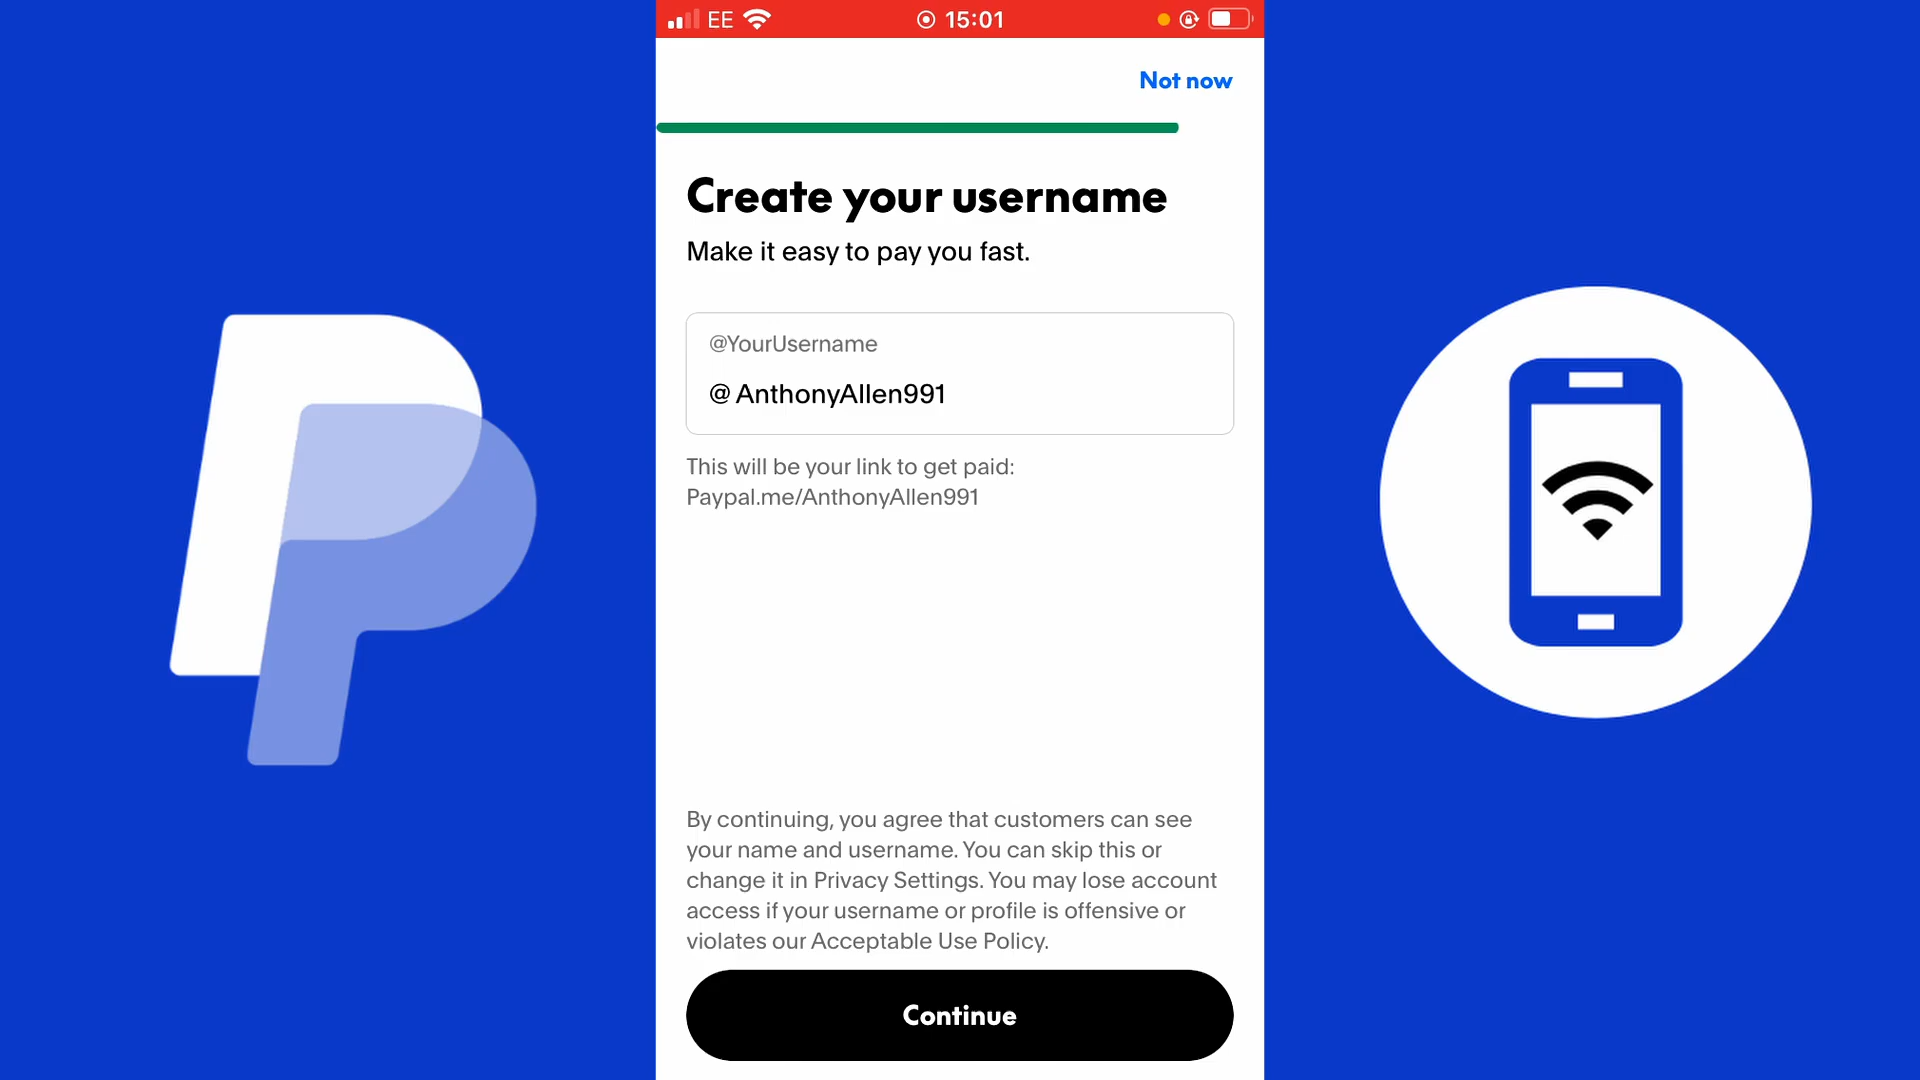 EE 15:01
Not now
Create your username
Make it easy to pay you fast.
@YourUsername
@ AnthonyAllen991
This will be your link to get paid:
Paypal.me/AnthonyAllen991
By continuing, you agree that customers can see
your name and username. You can skip this or
change it in Privacy Settings. You may lose account
access if your username or profile is offensive or
violates our Acceptable Use Policy.
Continue